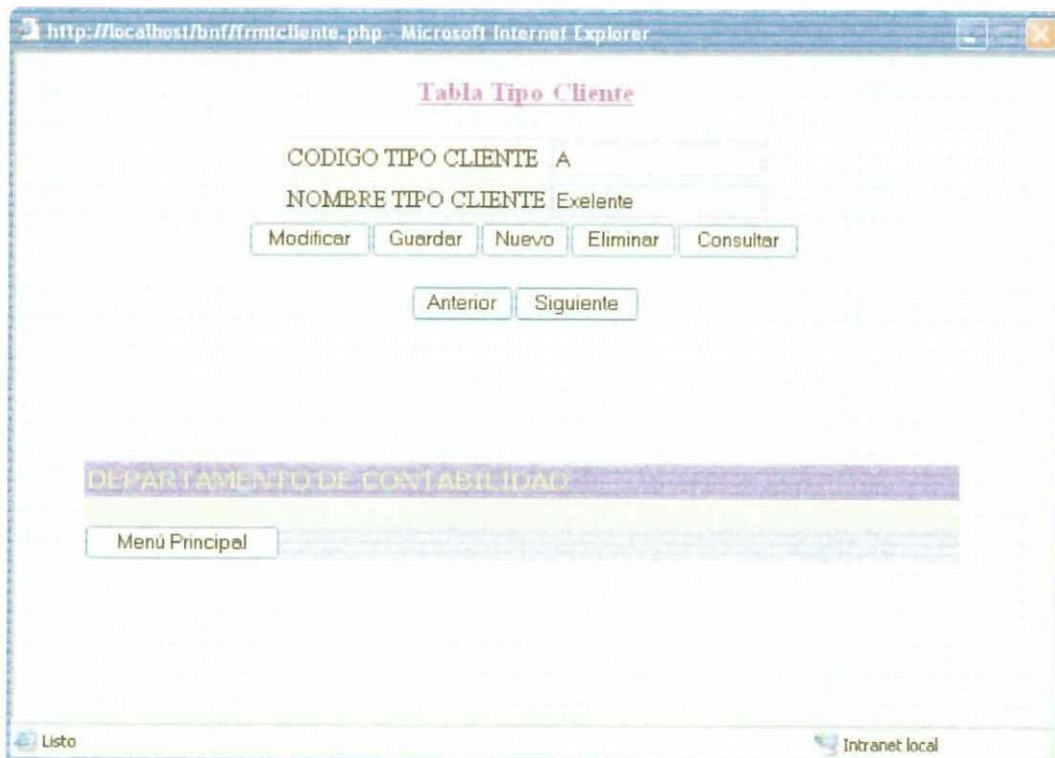 http://localhost/bnf/frmtcliente.php - Microsoft Internet Explorer
Tabla Tipo Cliente
CODIGO TIPO CLIENTE A
NOMBRE TIPO CLIENTE Exelente
Modificar Guardar Nuevo Eliminar Consultar
Anterior Siguiente
DEPARTAMENTO DE CONTABILIDAD
Menú Principal
Listo Intranet local